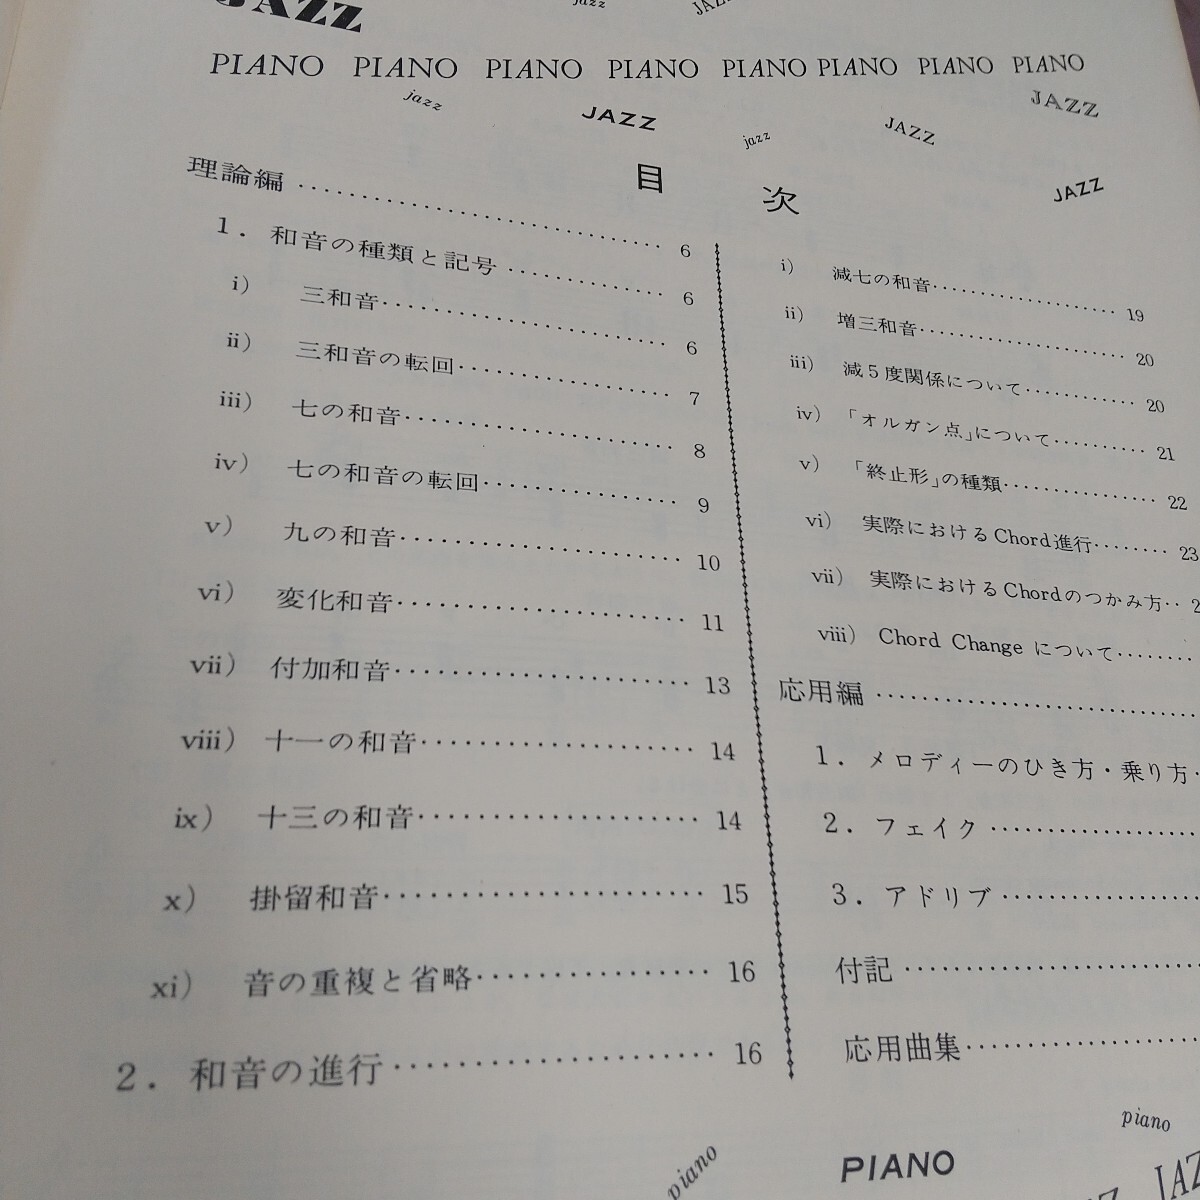 JAZZ
jazz
JAZZ
PIANO PIANO PIANO PIANO PIANO PIANO PIANO PIANO
jazz
JAZZ
jazz
JAZZ
JAZZ
JAZZ
目次
理論編 6
1. 和音の種類と記号 6
i) 三和音 6
ii) 三和音の転回 7
iii) 七の和音 8
iv) 七の和音の転回 9
v) 九の和音 10
vi) 変化和音 11
vii) 付加和音 13
viii) 十一の和音 14
ix) 十三の和音 14
x) 掛留和音 15
xi) 音の重複と省略 16
2. 和音の進行 16
i) 減七の和音 19
ii) 増三和音 20
iii) 減5度関係について 20
iv) 「オルガン点」について 21
v) 「終止形」の種類 22
vi) 実際におけるChord進行 23
vii) 実際におけるChordのつかみ方
viii) Chord Change について
応用編
1. メロディーのひき方・乗り方
2. フェイク
3. アドリブ
付記
応用曲集
piano
PIANO
piano